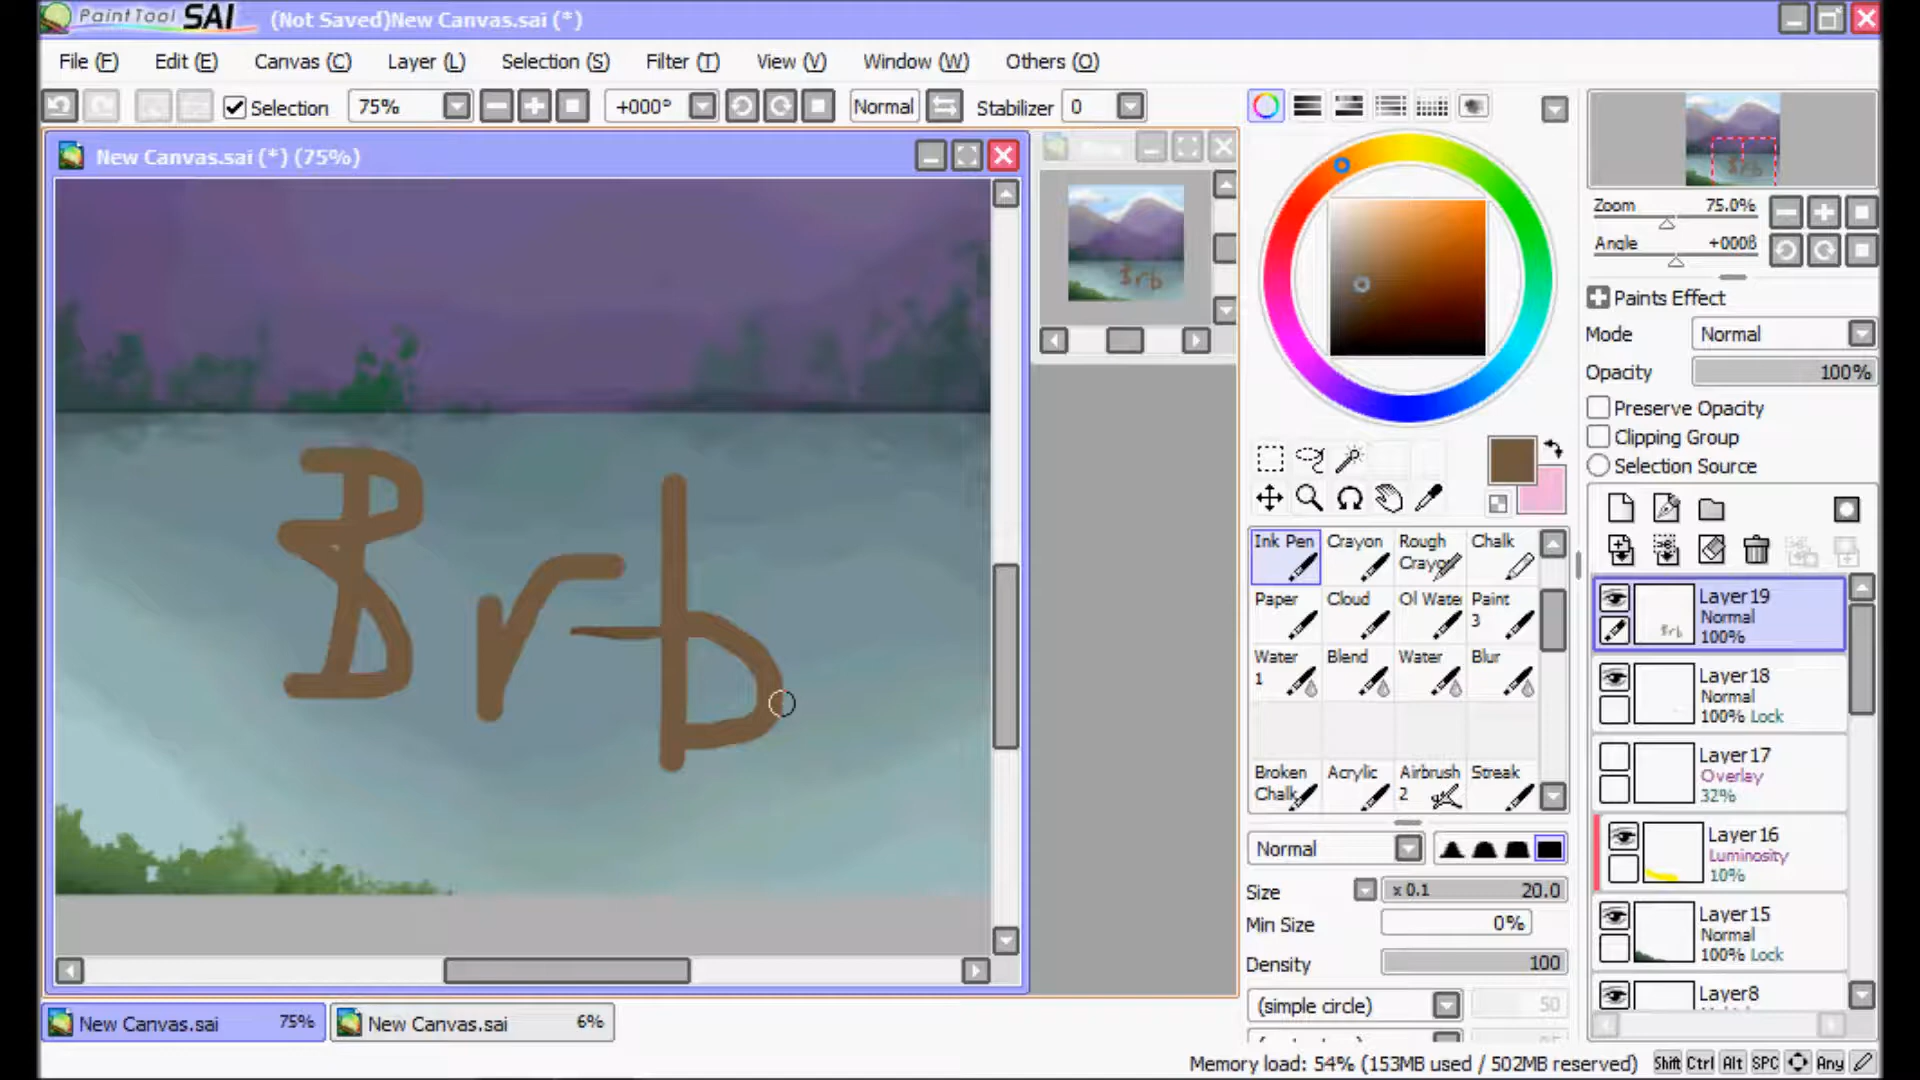 PaintTool SAI (Not Saved)New Canvas.sai (*)
File (F) Edit (E) Canvas (C) Layer (L) Selection (S) Filter (T) View (V) Window (W) Others (O)
Selection 75% +000° Normal Stabilizer 0
New Canvas.sai (*) (75%)
Brb
Zoom 75.0%
Angle +000ß
Paints Effect
Mode Normal
Opacity 100%
Preserve Opacity
Clipping Group
Selection Source
Ink Pen Crayon Rough Crayon Chalk
Paper Cloud Ol Wate Paint 3
Water 1 Blend Water Blur
Broken Chalk Acrylic Airbrush 2 Streak
Normal
Size x 0.1 20.0
Min Size 0%
Density 100
(simple circle) 50
Layer19
Normal
100%
Layer18
Normal
100% Lock
Layer17
Overlay
32%
Layer16
Luminosity
10%
Layer15
Normal
100% Lock
Layer8
New Canvas.sai 75% New Canvas.sai 6%
Memory load: 54% (153MB used / 502MB reserved) Shift Ctrl Alt SPC Any